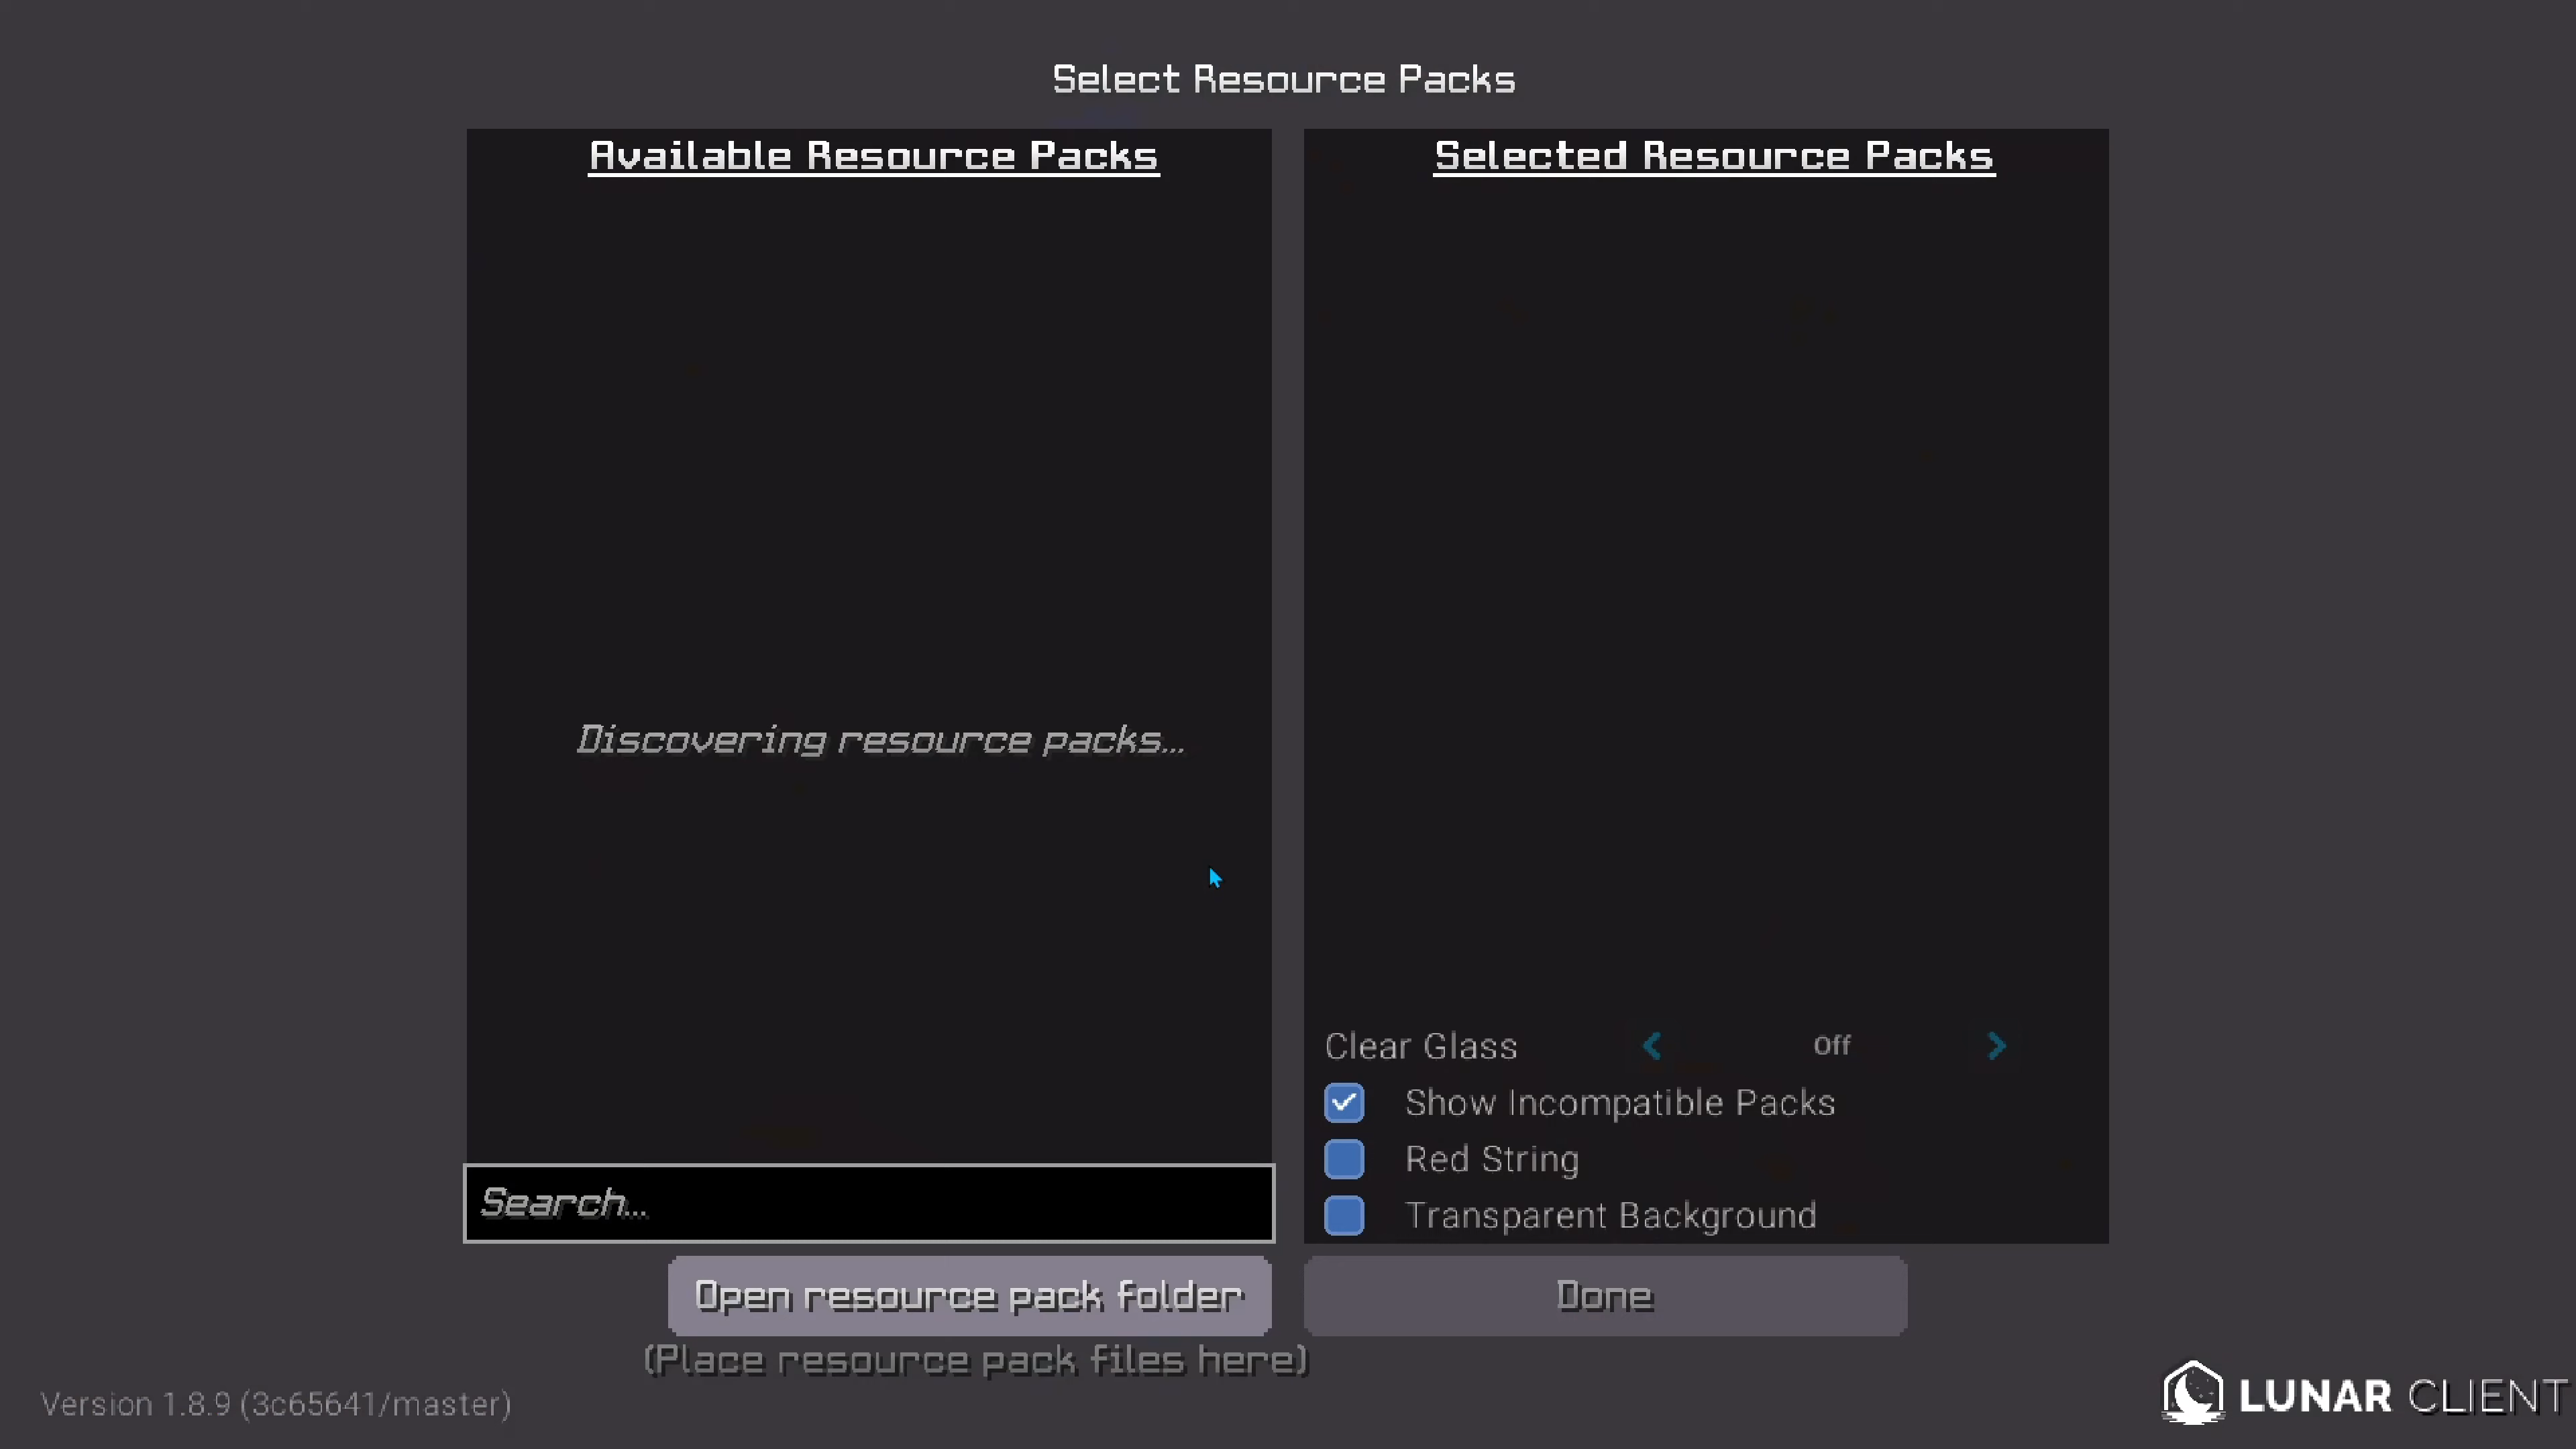 Select Resource Packs
Available Resource Packs
Selected Resource Packs
Discovering resource packs...
Clear Glass
Off
Show Incompatible Packs
Red String
Transparent Background
Search...
Open resource pack folder
Done
(Place resource pack files here)
Version 1.8.9 (3c65641/master)
LUNAR CLIENT